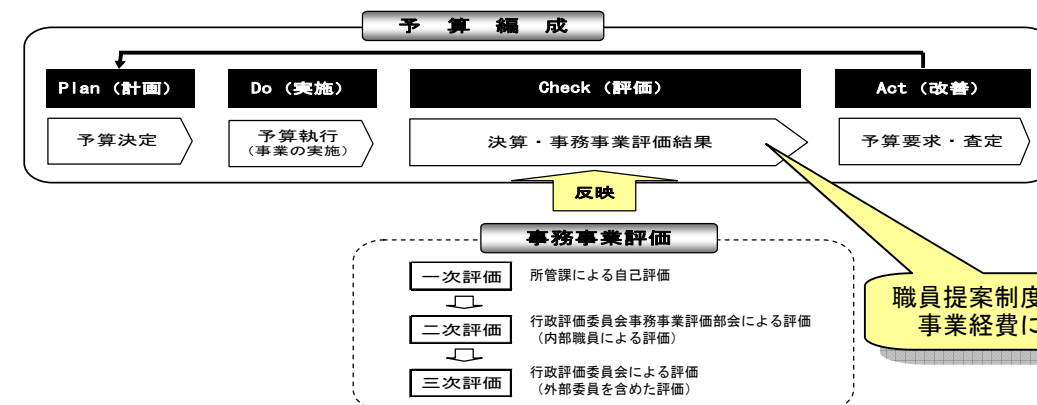 予算編成
Plan（計画）
Do（実施）
Check（評価）
Act（改善）
予算決定
予算執行
（事業の実施）
決算・事務事業評価結果
予算要求・査定
反映
事務事業評価
一次評価
所管課による自己評価
二次評価
行政評価委員会事務事業評価部会による評価
（内部職員による評価）
三次評価
行政評価委員会による評価
（外部委員を含めた評価）
職員提案制度
事業経費に